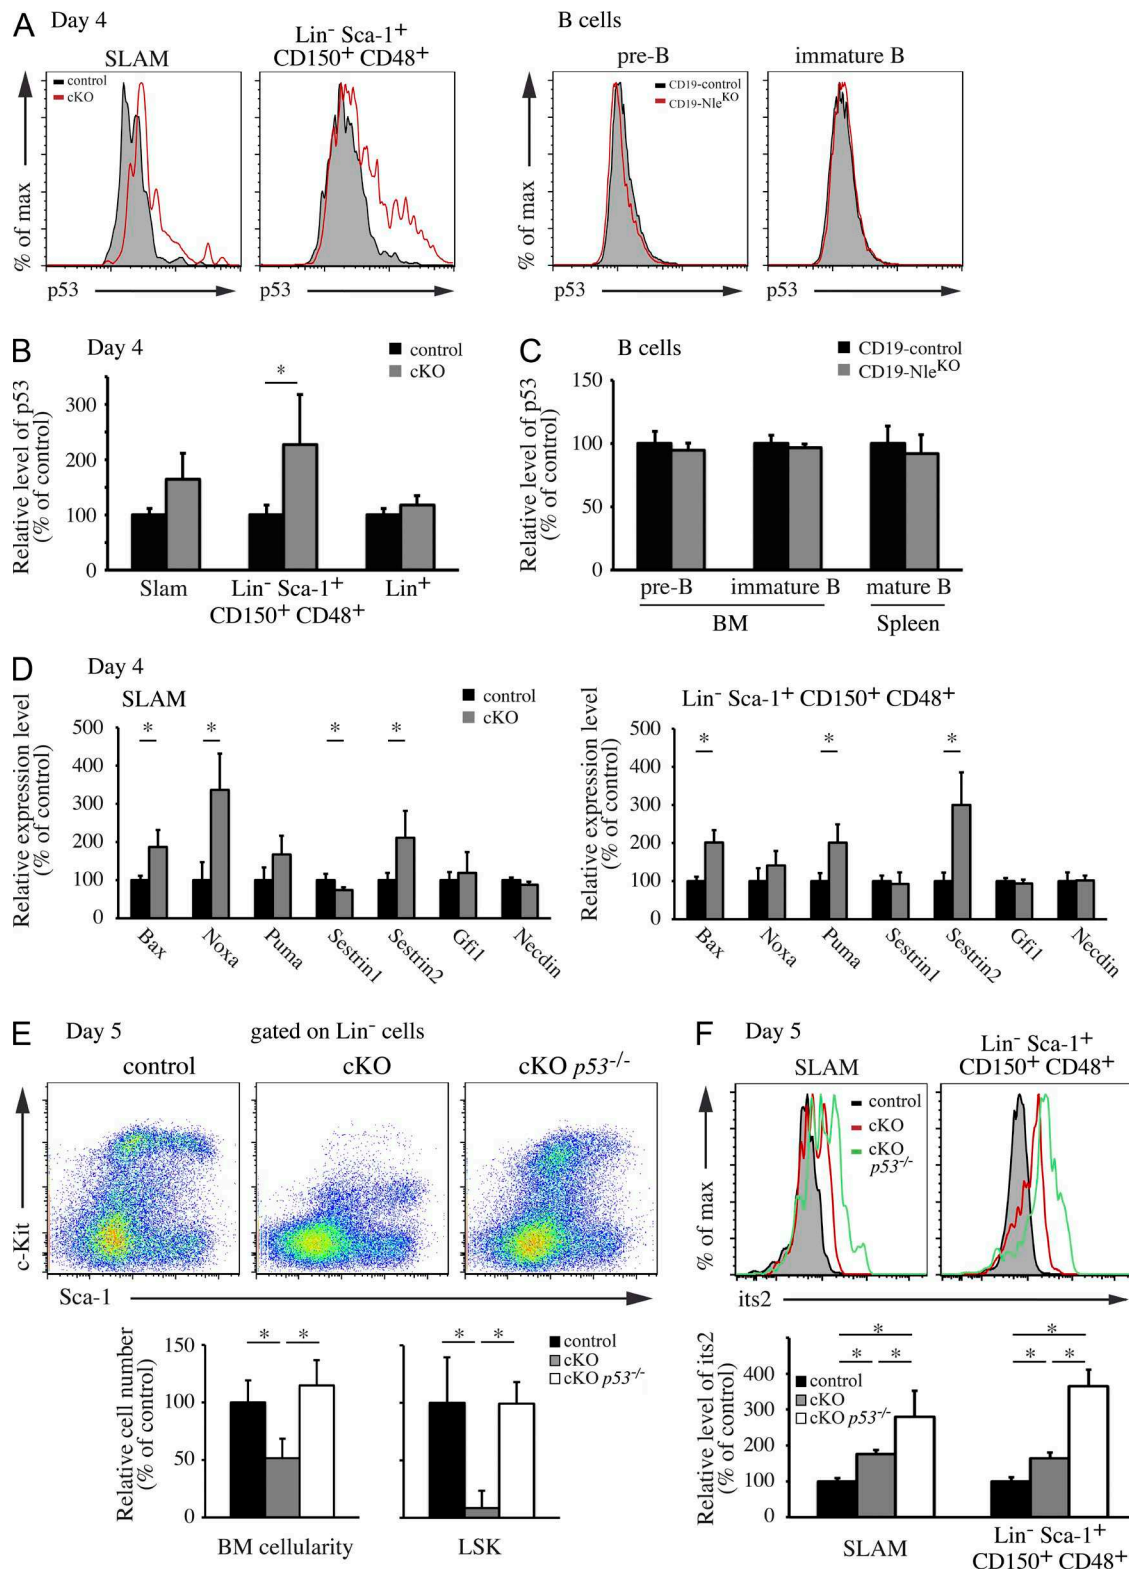 A Day 4
SLAM
Lin⁻ Sca-1⁺
CD150⁺ CD48⁺
control
cKO
% of max
p53
p53
B cells
pre-B
immature B
CD19-control
CD19-Nleᴷᴼ
% of max
p53
p53
B Day 4
control
cKO
Relative level of p53
(% of control)
300
200
100
0
Slam
Lin⁻ Sca-1⁺
CD150⁺ CD48⁺
Lin⁺
*
C B cells
CD19-control
CD19-Nleᴷᴼ
Relative level of p53
(% of control)
150
100
50
0
pre-B
immature B
mature B
BM
Spleen
D Day 4
SLAM
control
cKO
Relative expression level
(% of control)
500
400
300
200
100
0
* * * *
Bax
Noxa
Puma
Sestrin1
Sestrin2
Gfi1
Necdin
Lin⁻ Sca-1⁺ CD150⁺ CD48⁺
Relative expression level
(% of control)
500
400
300
200
100
0
* * *
Bax
Noxa
Puma
Sestrin1
Sestrin2
Gfi1
Necdin
E Day 5 gated on Lin⁻ cells
control
cKO
cKO p53⁻/⁻
c-Kit
Sca-1
Relative cell number
(% of control)
150
100
50
0
* *
BM cellularity
* *
LSK
control
cKO
cKO p53⁻/⁻
F Day 5
SLAM
Lin⁻ Sca-1⁺
CD150⁺ CD48⁺
control
cKO
cKO
p53⁻/⁻
% of max
its2
Relative level of its2
(% of control)
400
300
200
100
0
control
cKO
cKO p53⁻/⁻
* * *
* * *
SLAM
Lin⁻ Sca-1⁺
CD150⁺ CD48⁺